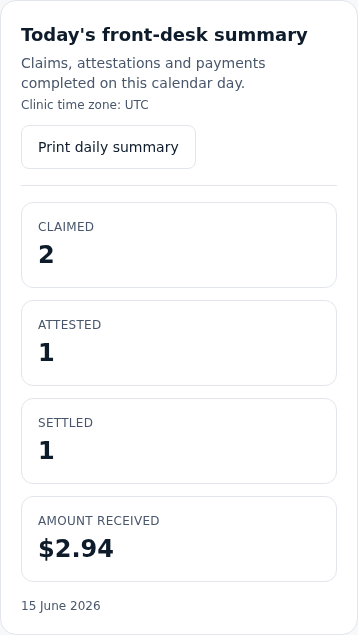 Today's front-desk summary
Claims, attestations and payments
completed on this calendar day.
Clinic time zone: UTC
Print daily summary
CLAIMED
2
ATTESTED
1
SETTLED
1
AMOUNT RECEIVED
$2.94
15 June 2026